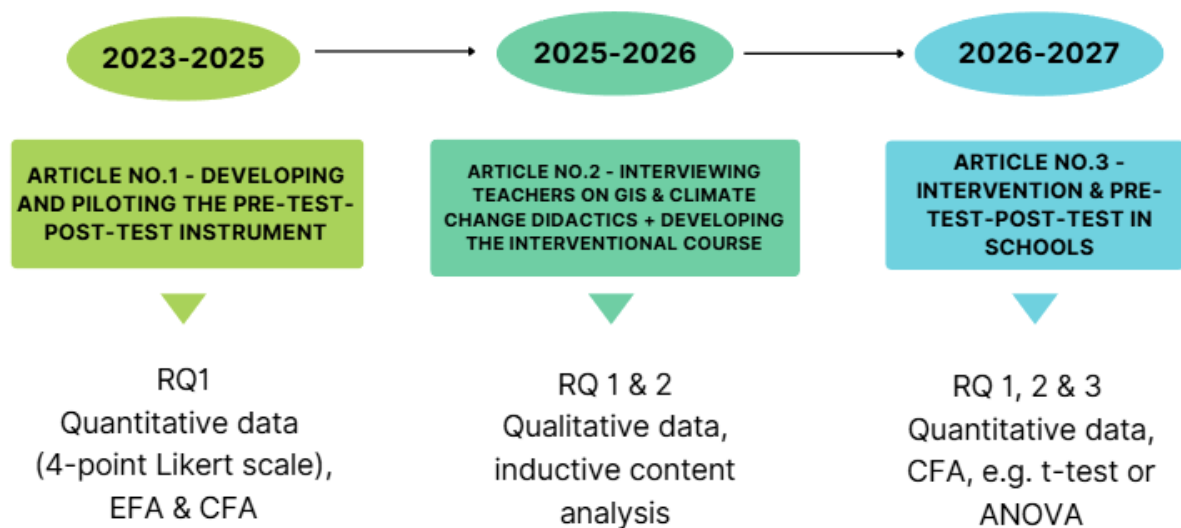 2023-2025
2025-2026
2026-2027
ARTICLE NO.1 - DEVELOPING
AND PILOTING THE PRE-TEST-
POST-TEST INSTRUMENT
ARTICLE NO.2 - INTERVIEWING
TEACHERS ON GIS & CLIMATE
CHANGE DIDACTICS + DEVELOPING
THE INTERVENTIONAL COURSE
ARTICLE NO.3 -
INTERVENTION & PRE-
TEST-POST-TEST IN
SCHOOLS
RQ1
Quantitative data
(4-point Likert scale),
EFA & CFA
RQ 1 & 2
Qualitative data,
inductive content
analysis
RQ 1, 2 & 3
Quantitative data,
CFA, e.g. t-test or
ANOVA